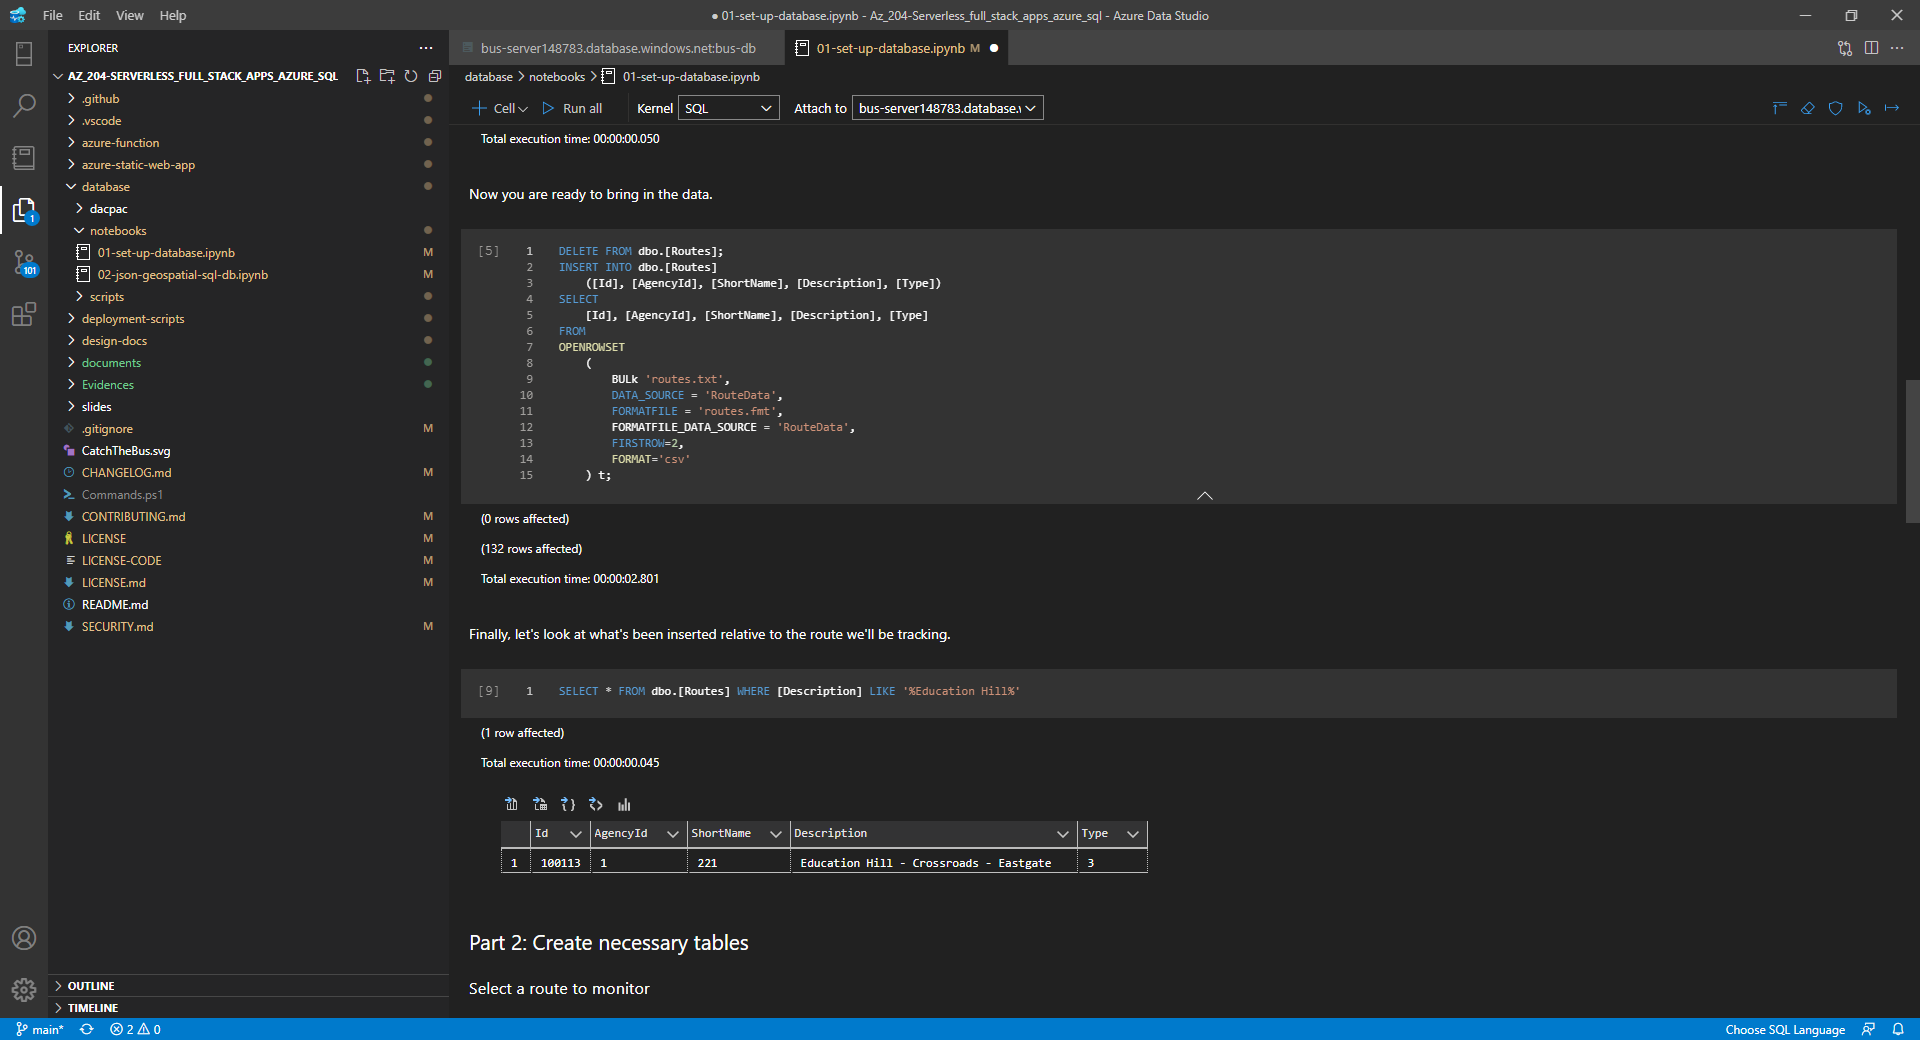 File Edit View Help
● 01-set-up-database.ipynb - Az_204-Serverless_full_stack_apps_azure_sql - Azure Data Studio
EXPLORER
AZ_204-SERVERLESS_FULL_STACK_APPS_AZURE_SQL
.github
.vscode
azure-function
azure-static-web-app
database
dacpac
notebooks
01-set-up-database.ipynb M
02-json-geospatial-sql-db.ipynb M
scripts
deployment-scripts
design-docs
documents
Evidences
slides
.gitignore M
CatchTheBus.svg
CHANGELOG.md M
Commands.ps1
CONTRIBUTING.md M
LICENSE M
LICENSE-CODE M
LICENSE.md M
README.md
SECURITY.md M
OUTLINE
TIMELINE
1
101
bus-server148783.database.windows.net:bus-db
01-set-up-database.ipynb M
database > notebooks > 01-set-up-database.ipynb
Cell Run all Kernel SQL Attach to bus-server148783.database.
Total execution time: 00:00:00.050
Now you are ready to bring in the data.
[5]
1 DELETE FROM dbo.[Routes];
2 INSERT INTO dbo.[Routes]
3 ([Id], [AgencyId], [ShortName], [Description], [Type])
4 SELECT
5 [Id], [AgencyId], [ShortName], [Description], [Type]
6 FROM
7 OPENROWSET
8 (
9 BULk 'routes.txt',
10 DATA_SOURCE = 'RouteData',
11 FORMATFILE = 'routes.fmt',
12 FORMATFILE_DATA_SOURCE = 'RouteData',
13 FIRSTROW=2,
14 FORMAT='csv'
15 ) t;
(0 rows affected)
(132 rows affected)
Total execution time: 00:00:02.801
Finally, let's look at what's been inserted relative to the route we'll be tracking.
[9] 1 SELECT * FROM dbo.[Routes] WHERE [Description] LIKE '%Education Hill%'
(1 row affected)
Total execution time: 00:00:00.045
Id AgencyId ShortName Description Type
1 100113 1 221 Education Hill - Crossroads - Eastgate 3
Part 2: Create necessary tables
Select a route to monitor
main* 2 0
Choose SQL Language